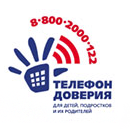 8-800-2000-122
ТЕЛЕФОН
ДОВЕРИЯ
ДЛЯ ДЕТЕЙ, ПОДРОСТКОВ
И ИХ РОДИТЕЛЕЙ